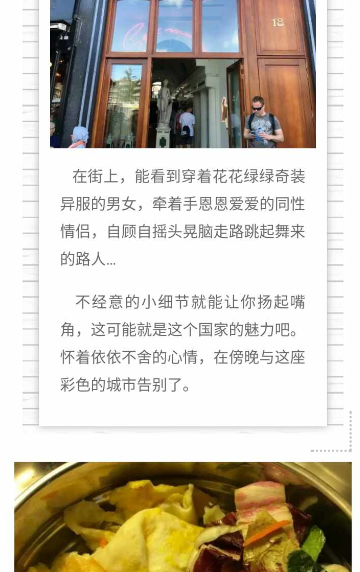 18
在街上，能看到穿着花花绿绿奇装
异服的男女，牵着手恩恩爱爱的同性
情侣，自顾自摇头晃脑走路跳起舞来
的路人...
不经意的小细节就能让你扬起嘴
角，这可能就是这个国家的魅力吧。
怀着依依不舍的心情，在傍晚与这座
彩色的城市告别了。